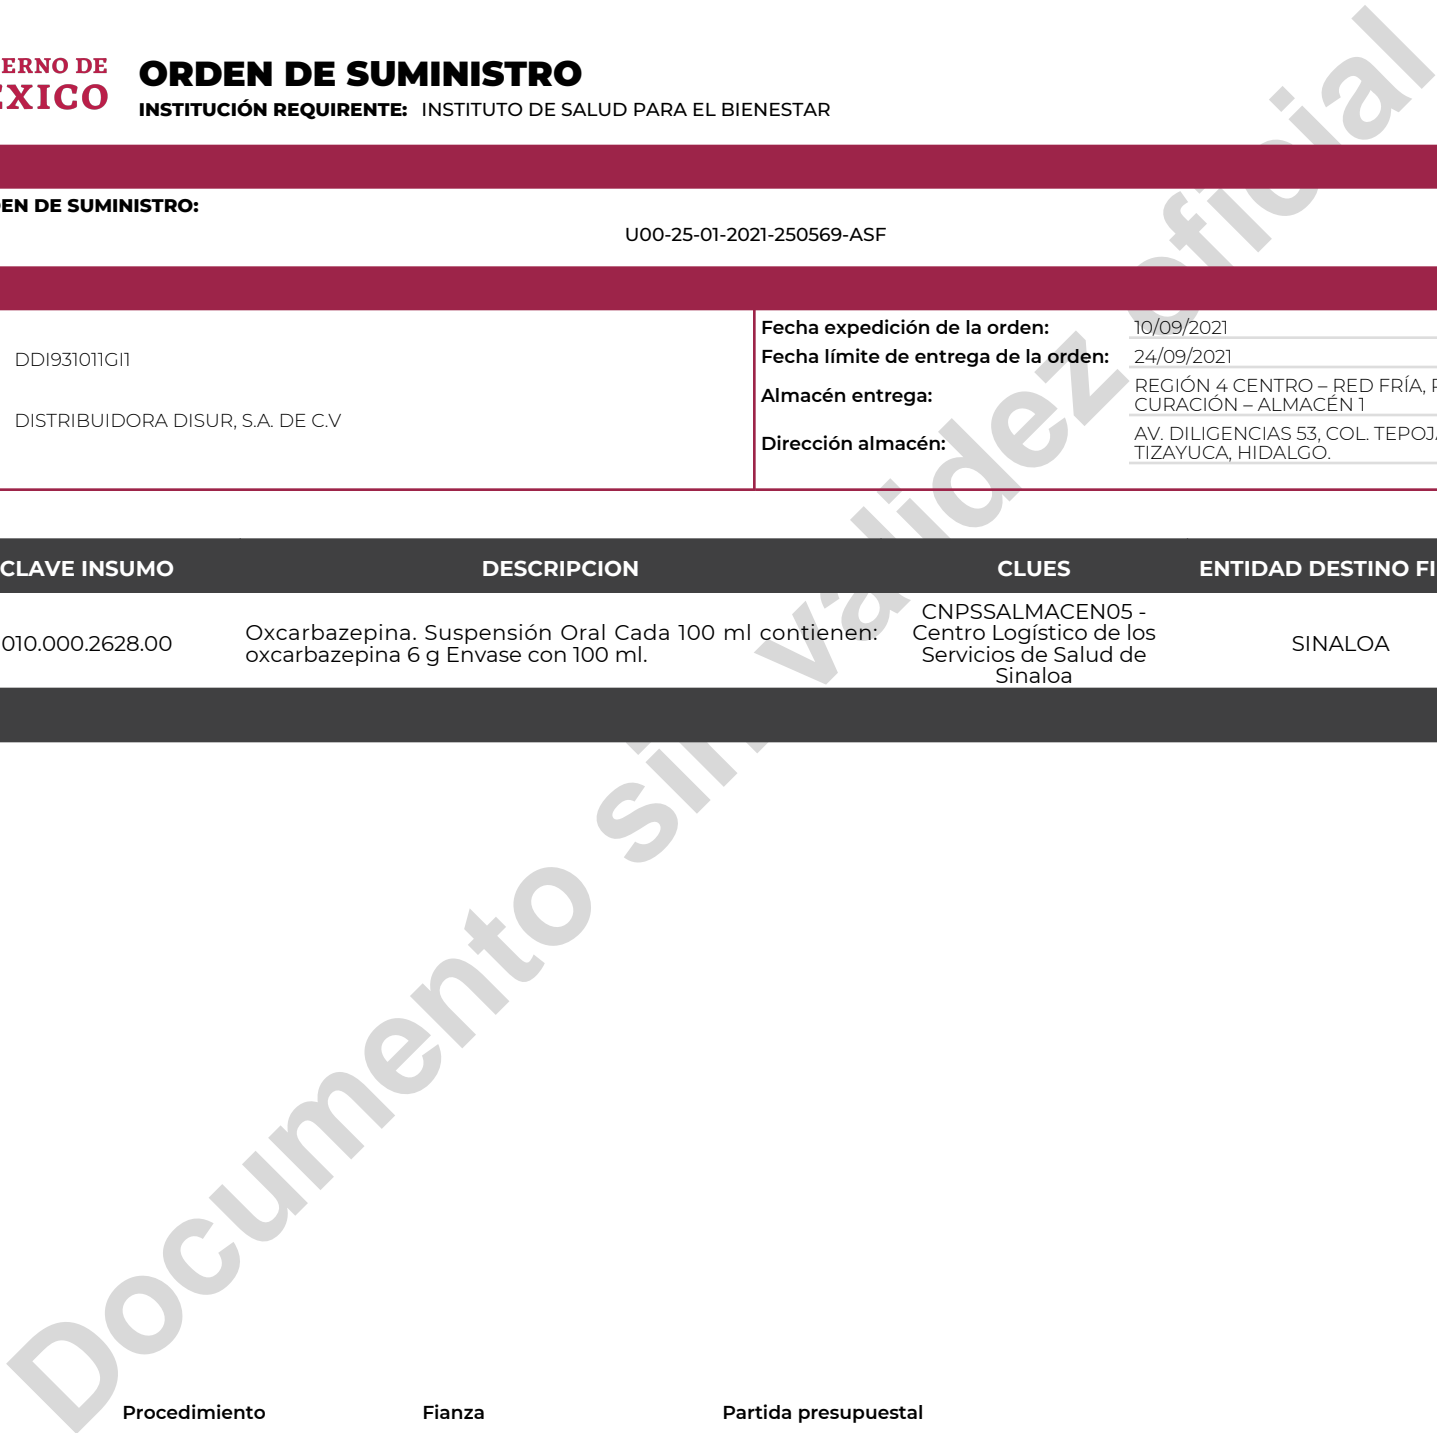 ERNO DE
EXICO
ORDEN DE SUMINISTRO
INSTITUCIÓN REQUIRENTE: INSTITUTO DE SALUD PARA EL BIENESTAR
EN DE SUMINISTRO:
U00-25-01-2021-250569-ASF
DDI931011GI1
DISTRIBUIDORA DISUR, S.A. DE C.V
Fecha expedición de la orden: 10/09/2021
Fecha límite de entrega de la orden: 24/09/2021
Almacén entrega: REGIÓN 4 CENTRO – RED FRÍA,
CURACIÓN – ALMACÉN 1
Dirección almacén: AV. DILIGENCIAS 53, COL. TEPOJ
TIZAYUCA, HIDALGO.
CLAVE INSUMO DESCRIPCION CLUES ENTIDAD DESTINO FI
010.000.2628.00
Oxcarbazepina. Suspensión Oral Cada 100 ml contienen:
oxcarbazepina 6 g Envase con 100 ml.
CNPSSALMACEN05 -
Centro Logístico de los
Servicios de Salud de
Sinaloa
SINALOA
Documento sin validez oficial
Procedimiento Fianza Partida presupuestal